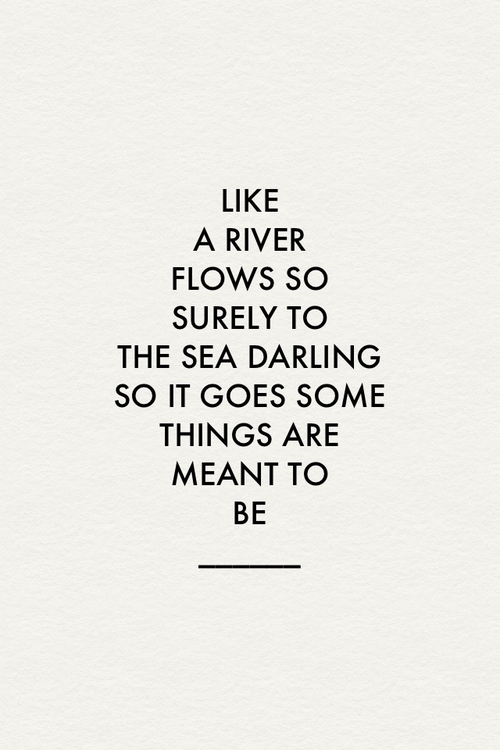 LIKE
A RIVER
FLOWS SO
SURELY TO
THE SEA DARLING
SO IT GOES SOME
THINGS ARE
MEANT TO
BE